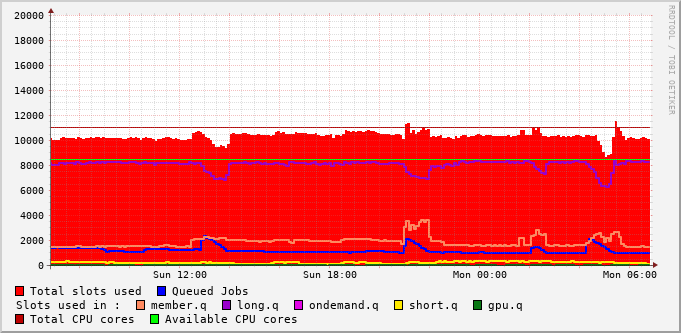 RRDTOOL / TOBI OETIKER
20000
18000
16000
14000
12000
10000
8000
6000
4000
2000
0
Sun 12:00 Sun 18:00 Mon 00:00 Mon 06:00
Total slots used Queued Jobs
Slots used in : member.q long.q ondemand.q short.q gpu.q
Total CPU cores Available CPU cores